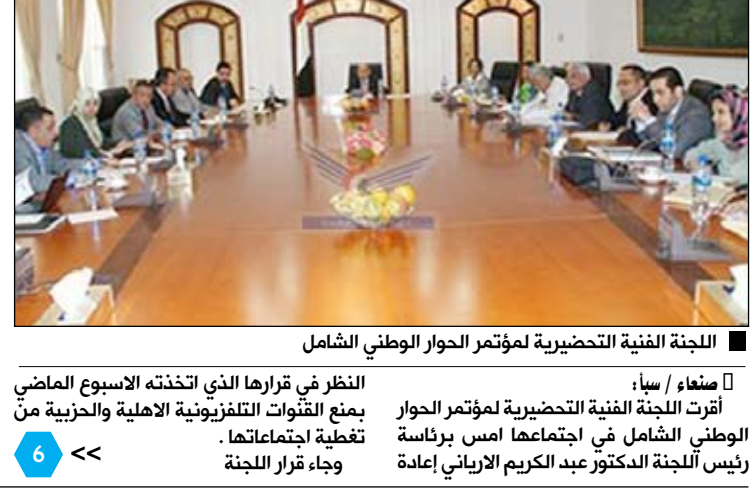 اللجنة الفنية التحضيرية لمؤتمر الحوار الوطني الشامل
صنعاء / سبأ:
أقرت اللجنة الفنية التحضيرية لمؤتمر الحوار
الوطني الشامل في اجتماعها امس برئاسة
رئيس اللجنة الدكتور عبد الكريم الارياني إعادة
النظر في قرارها الذي اتخذته الاسبوع الماضي
بمنع القنوات التلفزيونية الاهلية والحزبية من
تغطية اجتماعاتها .
وجاء قرار اللجنة
>> 6